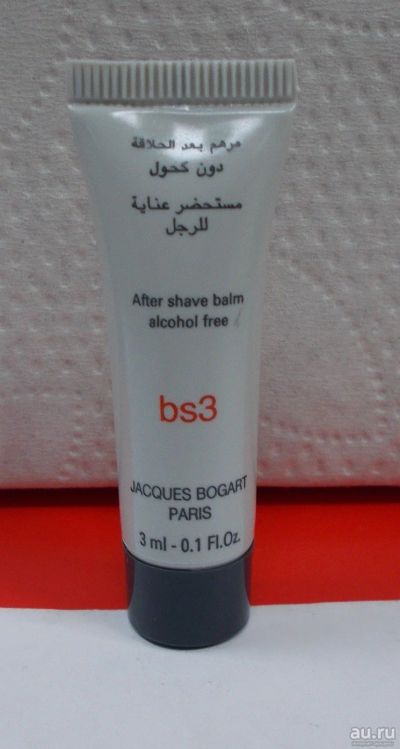 مرهم بعد الحلاقة
دون كحول
مستحضر عناية
للرجل
After shave balm
alcohol free
bs3
JACQUES BOGART
PARIS
3 ml - 0.1 Fl.Oz.
au.ru